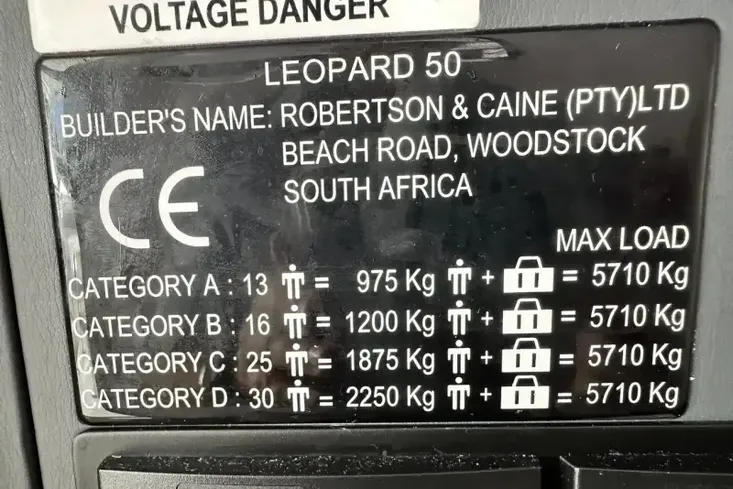 VOLTAGE DANGER
LEOPARD 50
BUILDER'S NAME: ROBERTSON & CAINE (PTY)LTD
BEACH ROAD, WOODSTOCK
SOUTH AFRICA
CE
MAX LOAD
CATEGORY A : 13 = 975 Kg + = 5710 Kg
CATEGORY B : 16 = 1200 Kg + = 5710 Kg
CATEGORY C : 25 = 1875 Kg + = 5710 Kg
CATEGORY D : 30 = 2250 Kg + = 5710 Kg